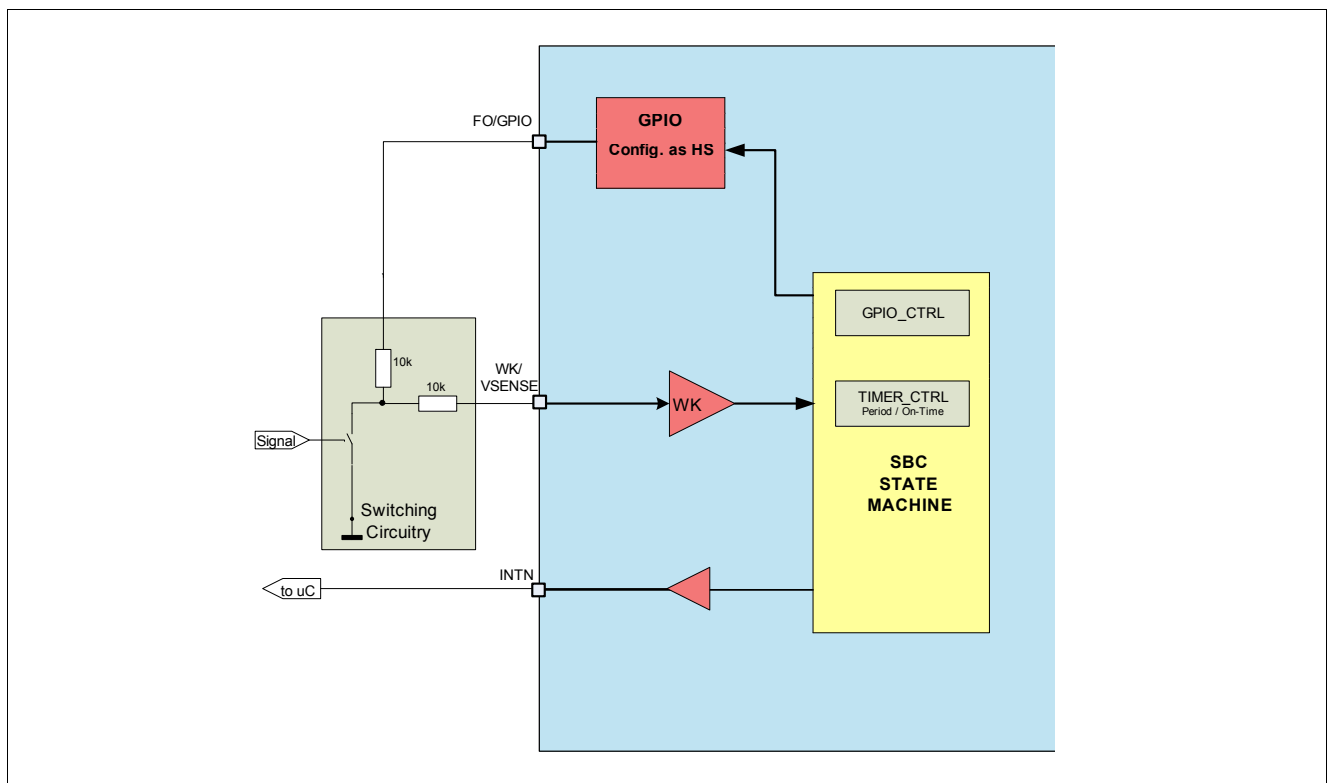 FO/GPIO
GPIO
Config. as HS
GPIO_CTRL
10k
10k
WK/
VSENSE
WK
TIMER_CTRL
Period / On-Time
Signal
SBC
STATE
MACHINE
Switching
Circuitry
INTN
to uC